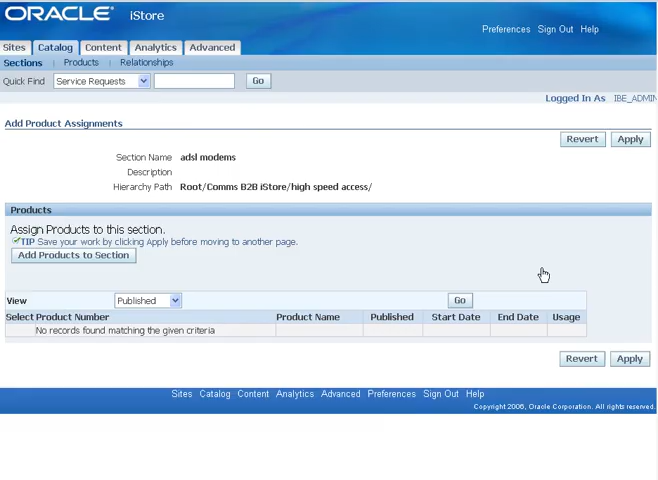 ORACLE® iStore
Preferences Sign Out Help
Sites Catalog Content Analytics Advanced
Sections Products Relationships
Quick Find Service Requests Go
Logged In As IBE_ADMIN
Add Product Assignments
Revert Apply
Section Name adsl modems
Description
Hierarchy Path Root/Comms B2B iStore/high speed access/
Products
Assign Products to this section.
TIP Save your work by clicking Apply before moving to another page.
Add Products to Section
View Published Go
Select Product Number Product Name Published Start Date End Date Usage
No records found matching the given criteria
Revert Apply
Sites Catalog Content Analytics Advanced Preferences Sign Out Help
Copyright 2006, Oracle Corporation. All rights reserved.